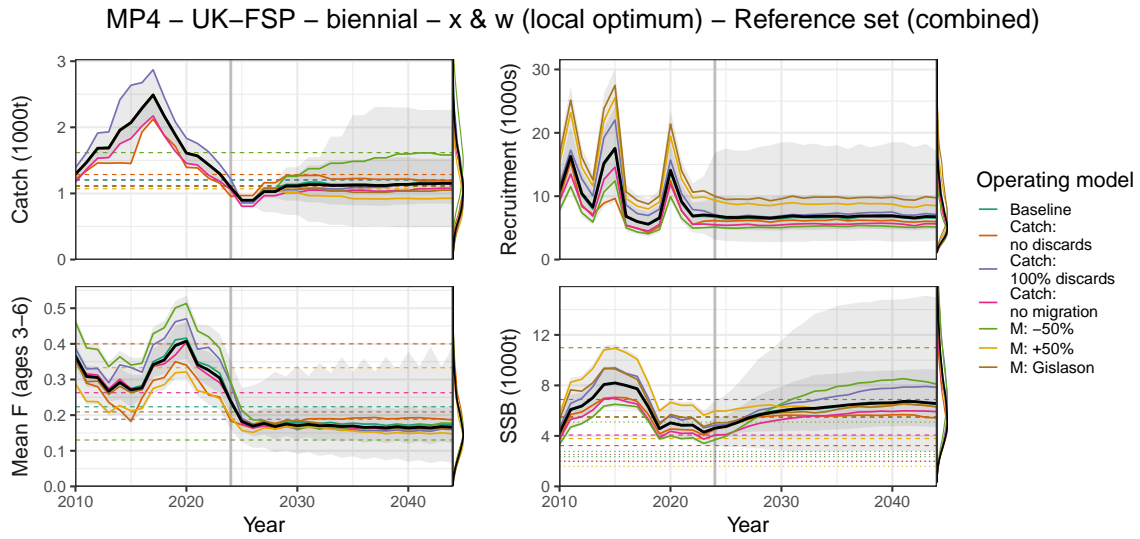 MP4 − UK−FSP − biennial − x & w (local optimum) − Reference set (combined)
Catch (1000t)
3
2
1
0
Recruitment (1000s)
30
20
10
0
Mean F (ages 3−6)
0.5
0.4
0.3
0.2
0.1
0.0
2010
2020
2030
2040
Year
SSB (1000t)
12
8
4
0
2010
2020
2030
2040
Year
Operating model
Baseline
Catch:
no discards
Catch:
100% discards
Catch:
no migration
M: −50%
M: +50%
M: Gislason